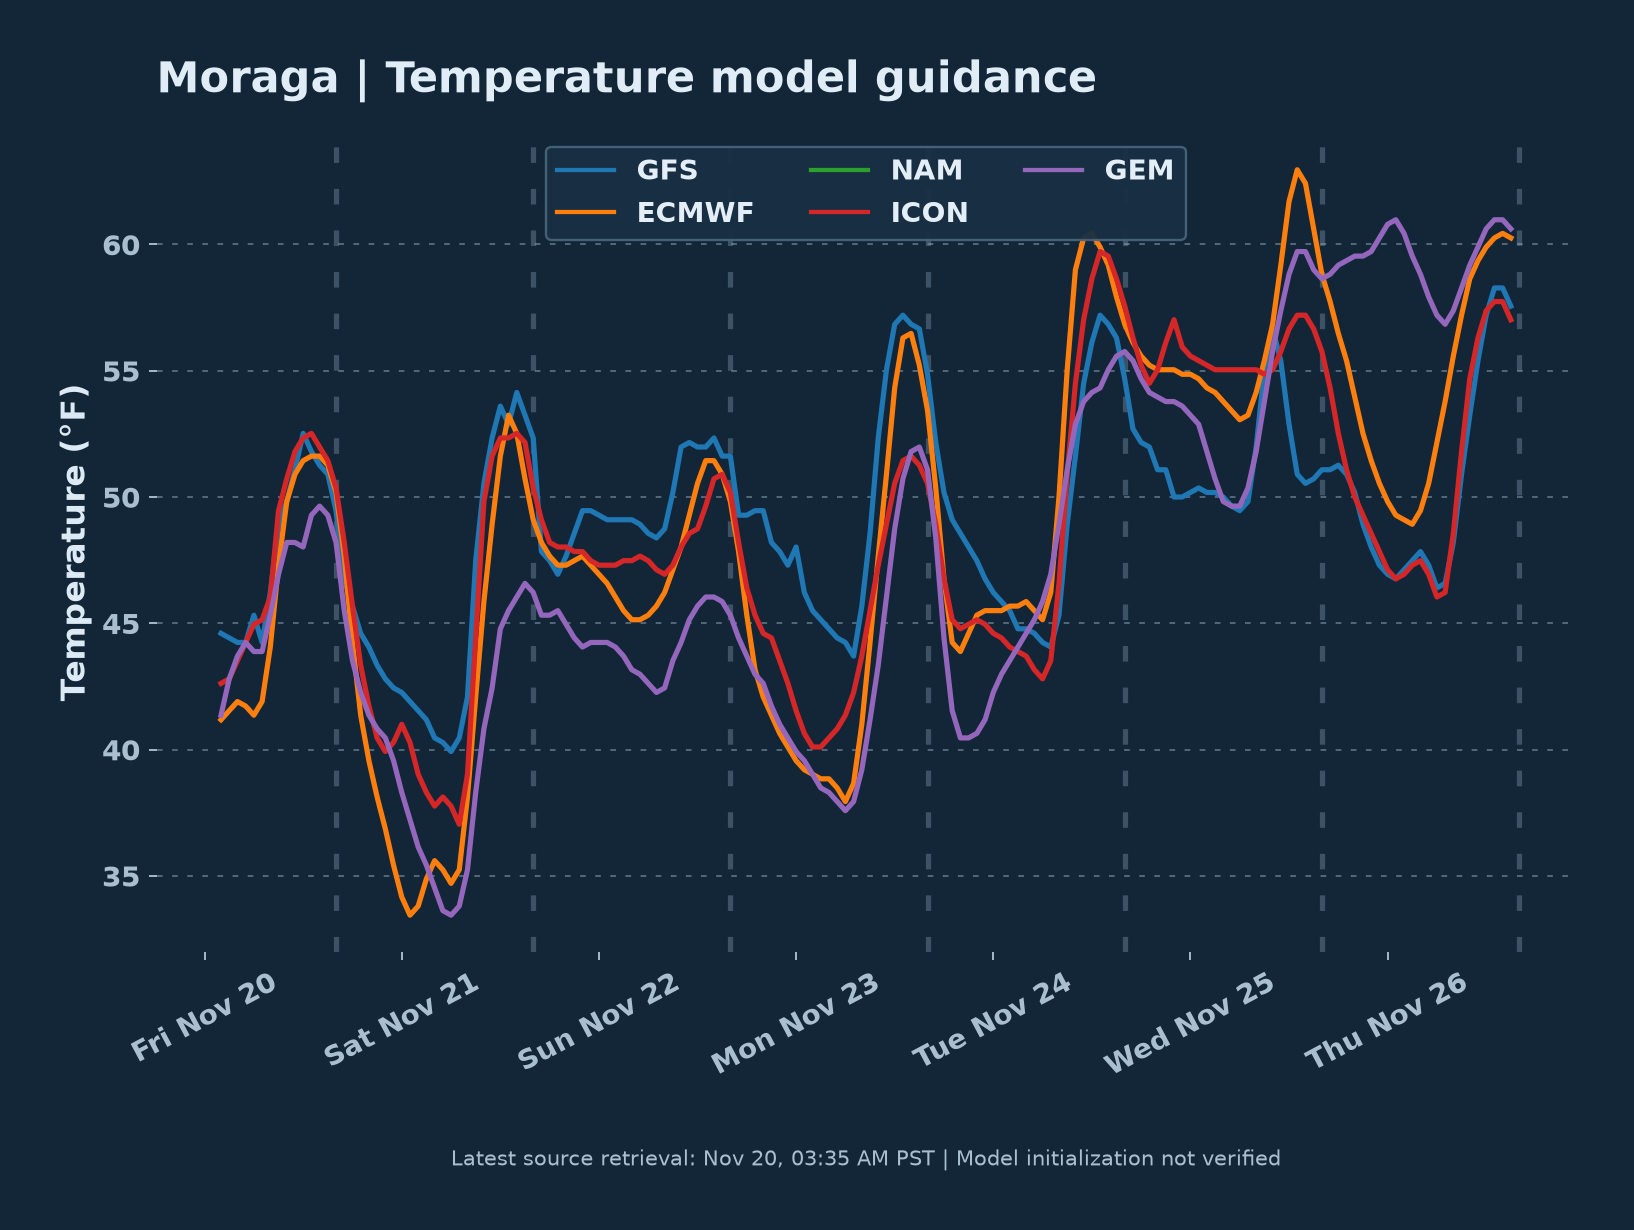 Moraga | Temperature model guidance
GFS NAM GEM
ECMWF ICON
Temperature (°F)
60
55
50
45
40
35
Fri Nov 20
Sat Nov 21
Sun Nov 22
Mon Nov 23
Tue Nov 24
Wed Nov 25
Thu Nov 26
Latest source retrieval: Nov 20, 03:35 AM PST | Model initialization not verified